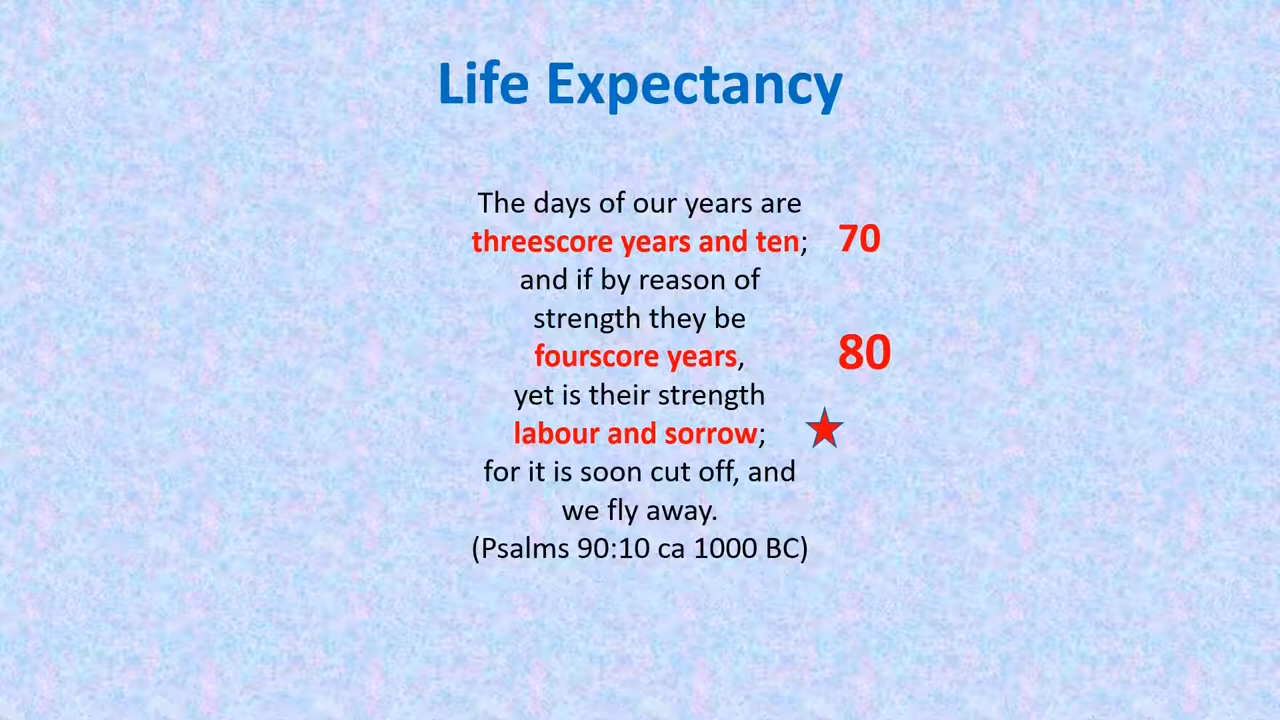 Life Expectancy
The days of our years are
threescore years and ten; 70
and if by reason of
strength they be
fourscore years, 80
yet is their strength
labour and sorrow;
for it is soon cut off, and
we fly away.
(Psalms 90:10 ca 1000 BC)